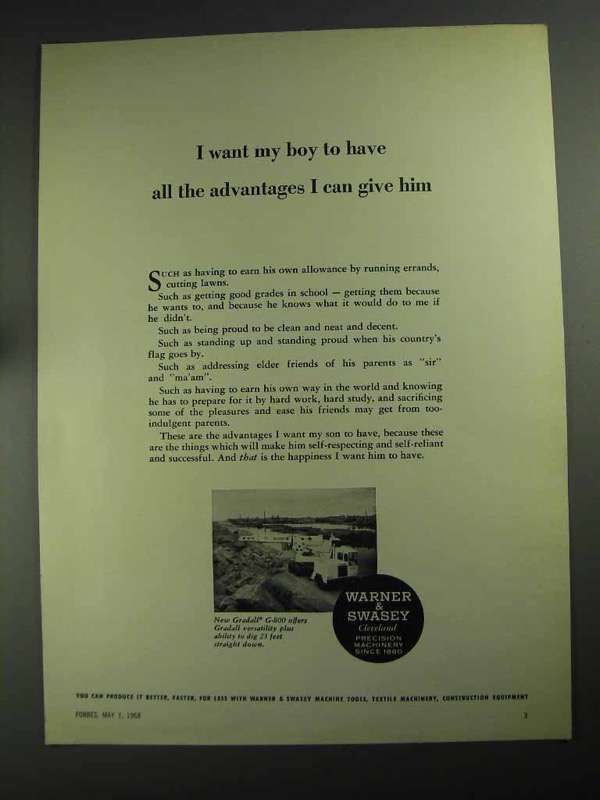 I want my boy to have
all the advantages I can give him
SUCH as having to earn his own allowance by running errands,
cutting lawns.
Such as getting good grades in school — getting them because
he wants to, and because he knows what it would do to me if
he didn't.
Such as being proud to be clean and neat and decent.
Such as standing up and standing proud when his country's
flag goes by.
Such as addressing elder friends of his parents as "sir"
and "ma'am".
Such as having to earn his own way in the world and knowing
he has to prepare for it by hard work, hard study, and sacrificing
some of the pleasures and ease his friends may get from too-
indulgent parents.
These are the advantages I want my son to have, because these
are the things which will make him self-respecting and self-reliant
and successful. And that is the happiness I want him to have.
New Gradall® G-800 offers
Gradall versatility plus
ability to dig 23 feet
straight down.
WARNER
&
SWASEY
Cleveland
PRECISION
MACHINERY
SINCE 1880
YOU CAN PRODUCE IT BETTER, FASTER, FOR LESS WITH WARNER & SWASEY MACHINE TOOLS, TEXTILE MACHINERY, CONSTRUCTION EQUIPMENT
FORBES, MAY 1, 1968
3